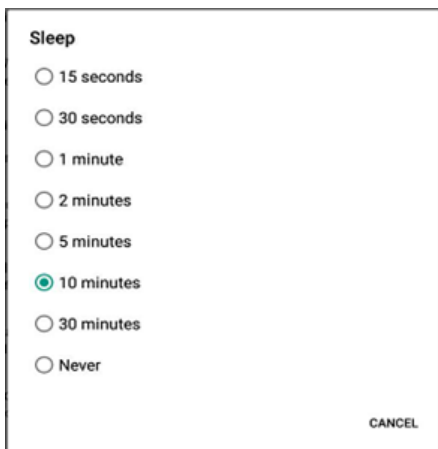 Sleep
15 seconds
30 seconds
1 minute
2 minutes
5 minutes
10 minutes
30 minutes
Never
CANCEL